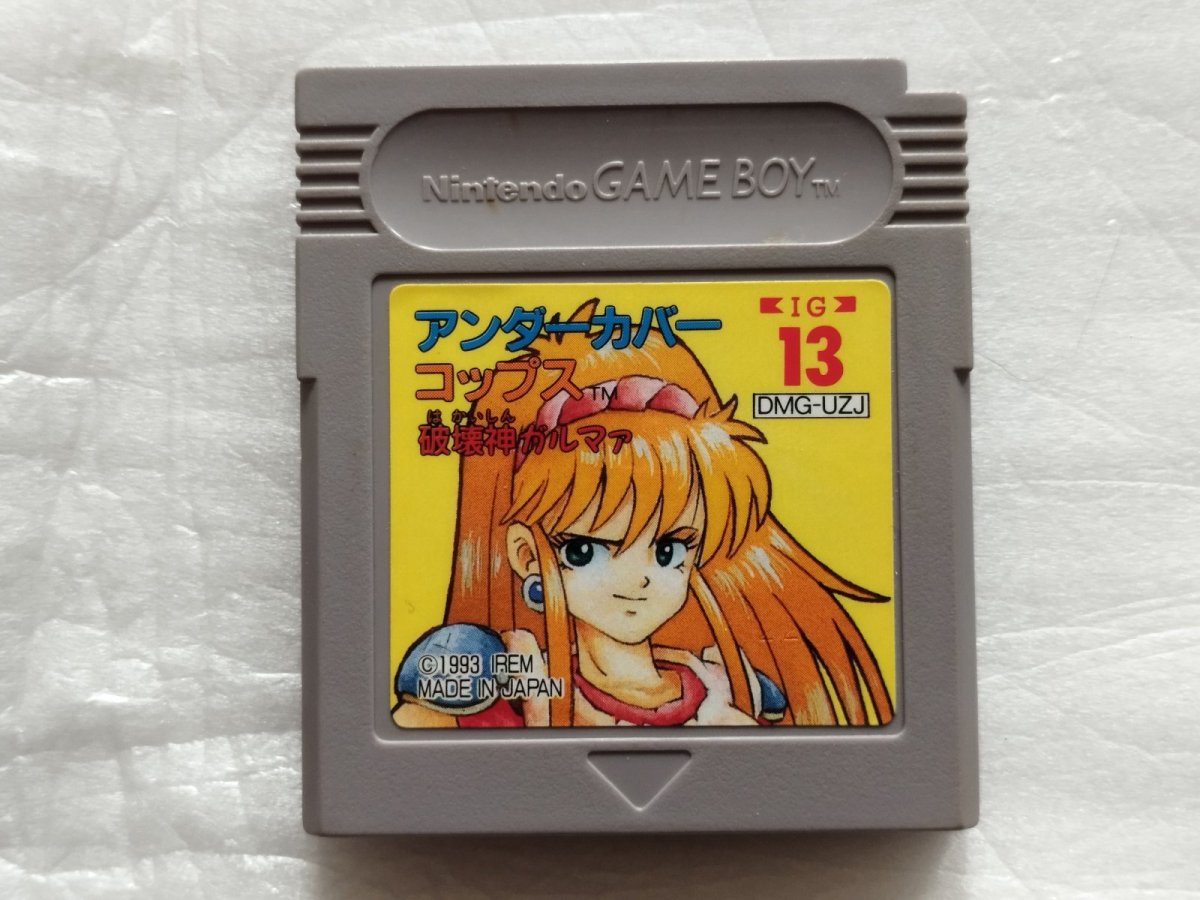 Nintendo GAME BOY TM
アンダーカバー
コップス TM
はかいしん
破壊神ガルマァ
IG
13
DMG-UZJ
©1993 IREM
MADE IN JAPAN